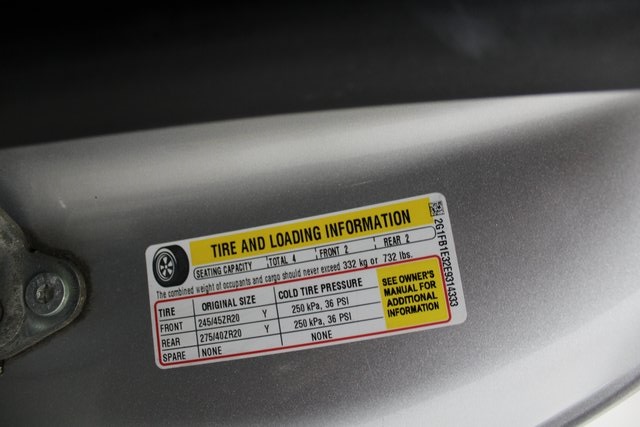 TIRE AND LOADING INFORMATION
SEATING CAPACITY TOTAL 4 FRONT 2 REAR 2
The combined weight of occupants and cargo should never exceed 332 kg or 732 lbs.
TIRE ORIGINAL SIZE COLD TIRE PRESSURE
FRONT 245/45ZR20 Y 250 kPa, 36 PSI
REAR 275/40ZR20 Y 250 kPa, 36 PSI
SPARE NONE NONE
SEE OWNER'S
MANUAL FOR
ADDITIONAL
INFORMATION
2G1FB1E32E9314333